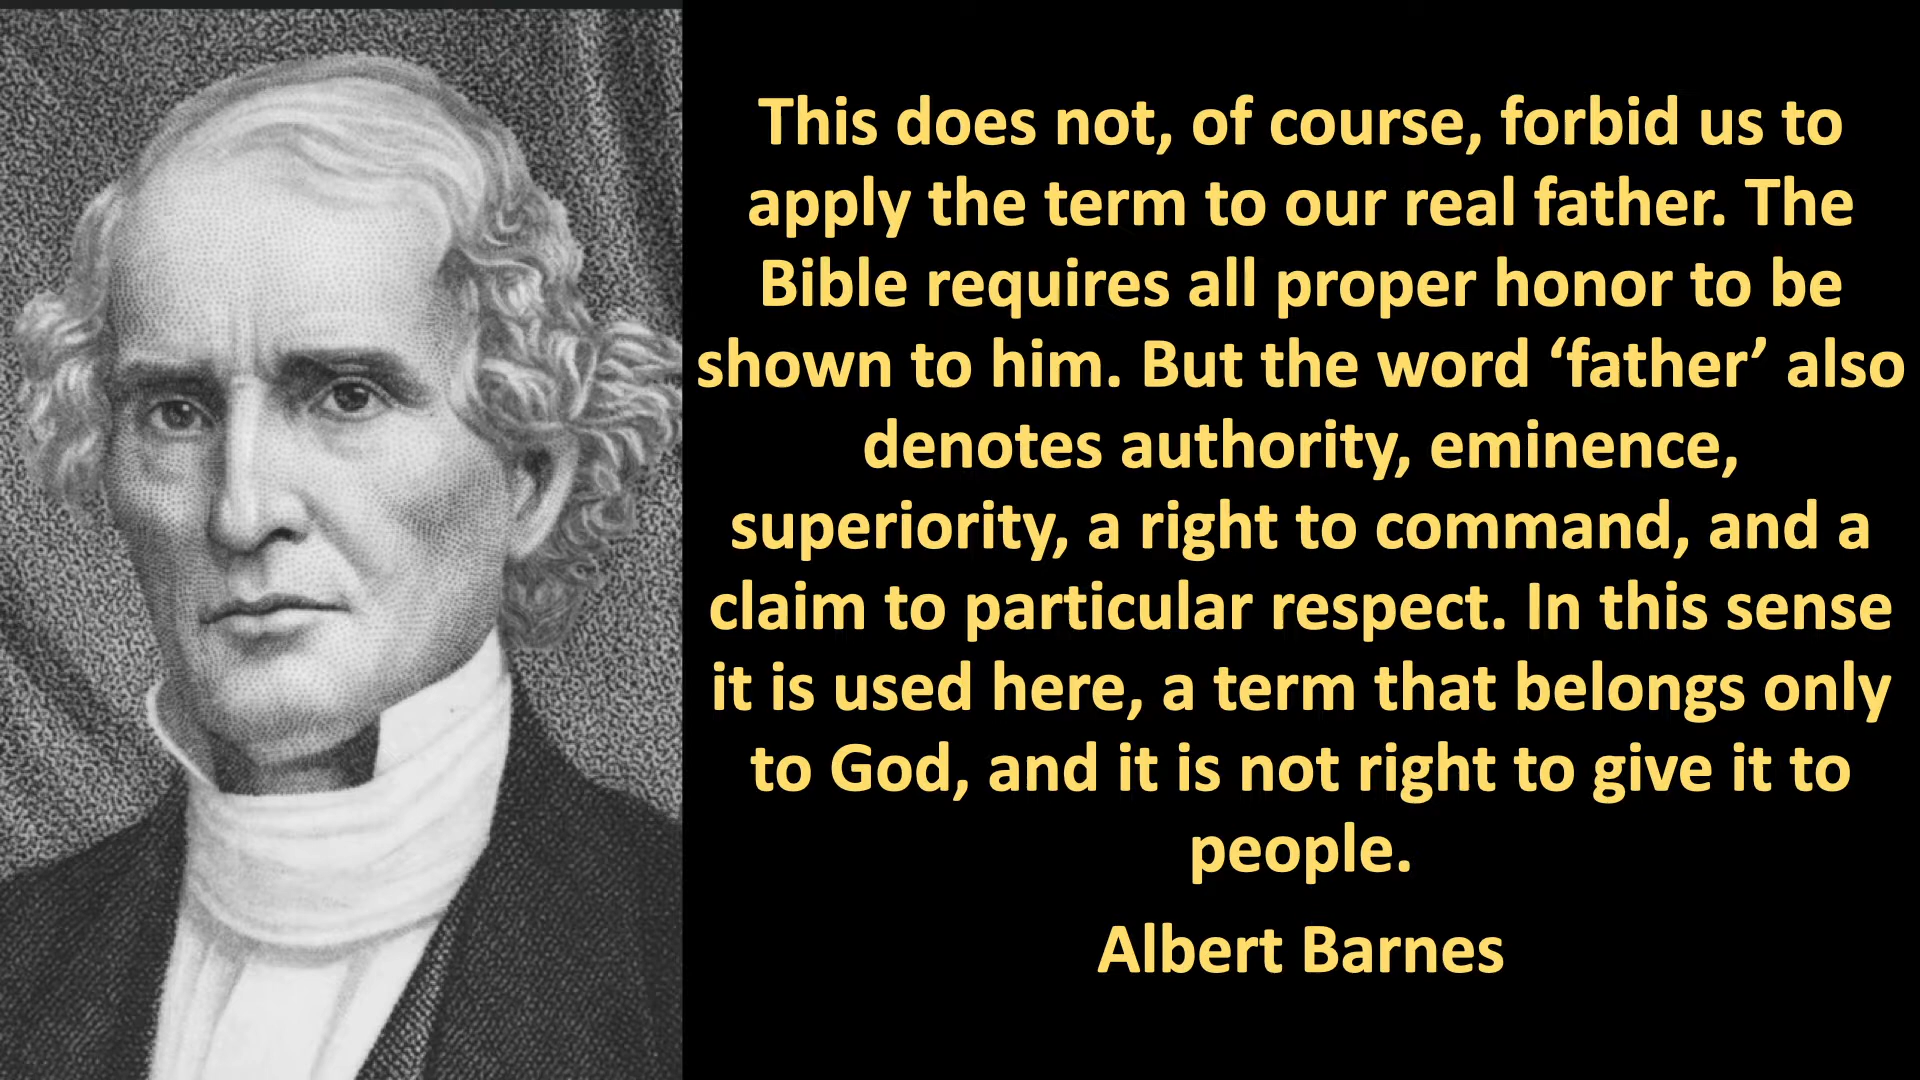 This does not, of course, forbid us to
apply the term to our real father. The
Bible requires all proper honor to be
shown to him. But the word ‘father’ also
denotes authority, eminence,
superiority, a right to command, and a
claim to particular respect. In this sense
it is used here, a term that belongs only
to God, and it is not right to give it to
people.
Albert Barnes